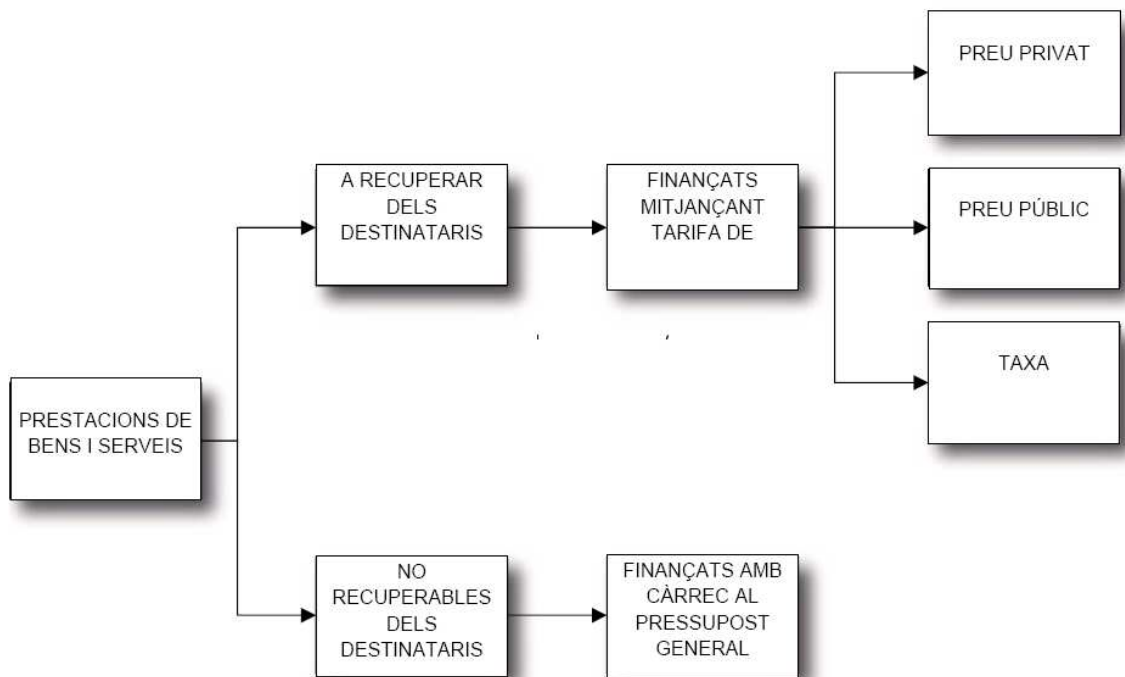 PREU PRIVAT
A RECUPERAR
DELS
DESTINATARIS
FINANÇATS
MITJANÇANT
TARIFA DE
PREU PÚBLIC
TAXA
PRESTACIONS DE
BENS I SERVEIS
NO
RECUPERABLES
DELS
DESTINATARIS
FINANÇATS AMB
CÀRREC AL
PRESSUPOST
GENERAL